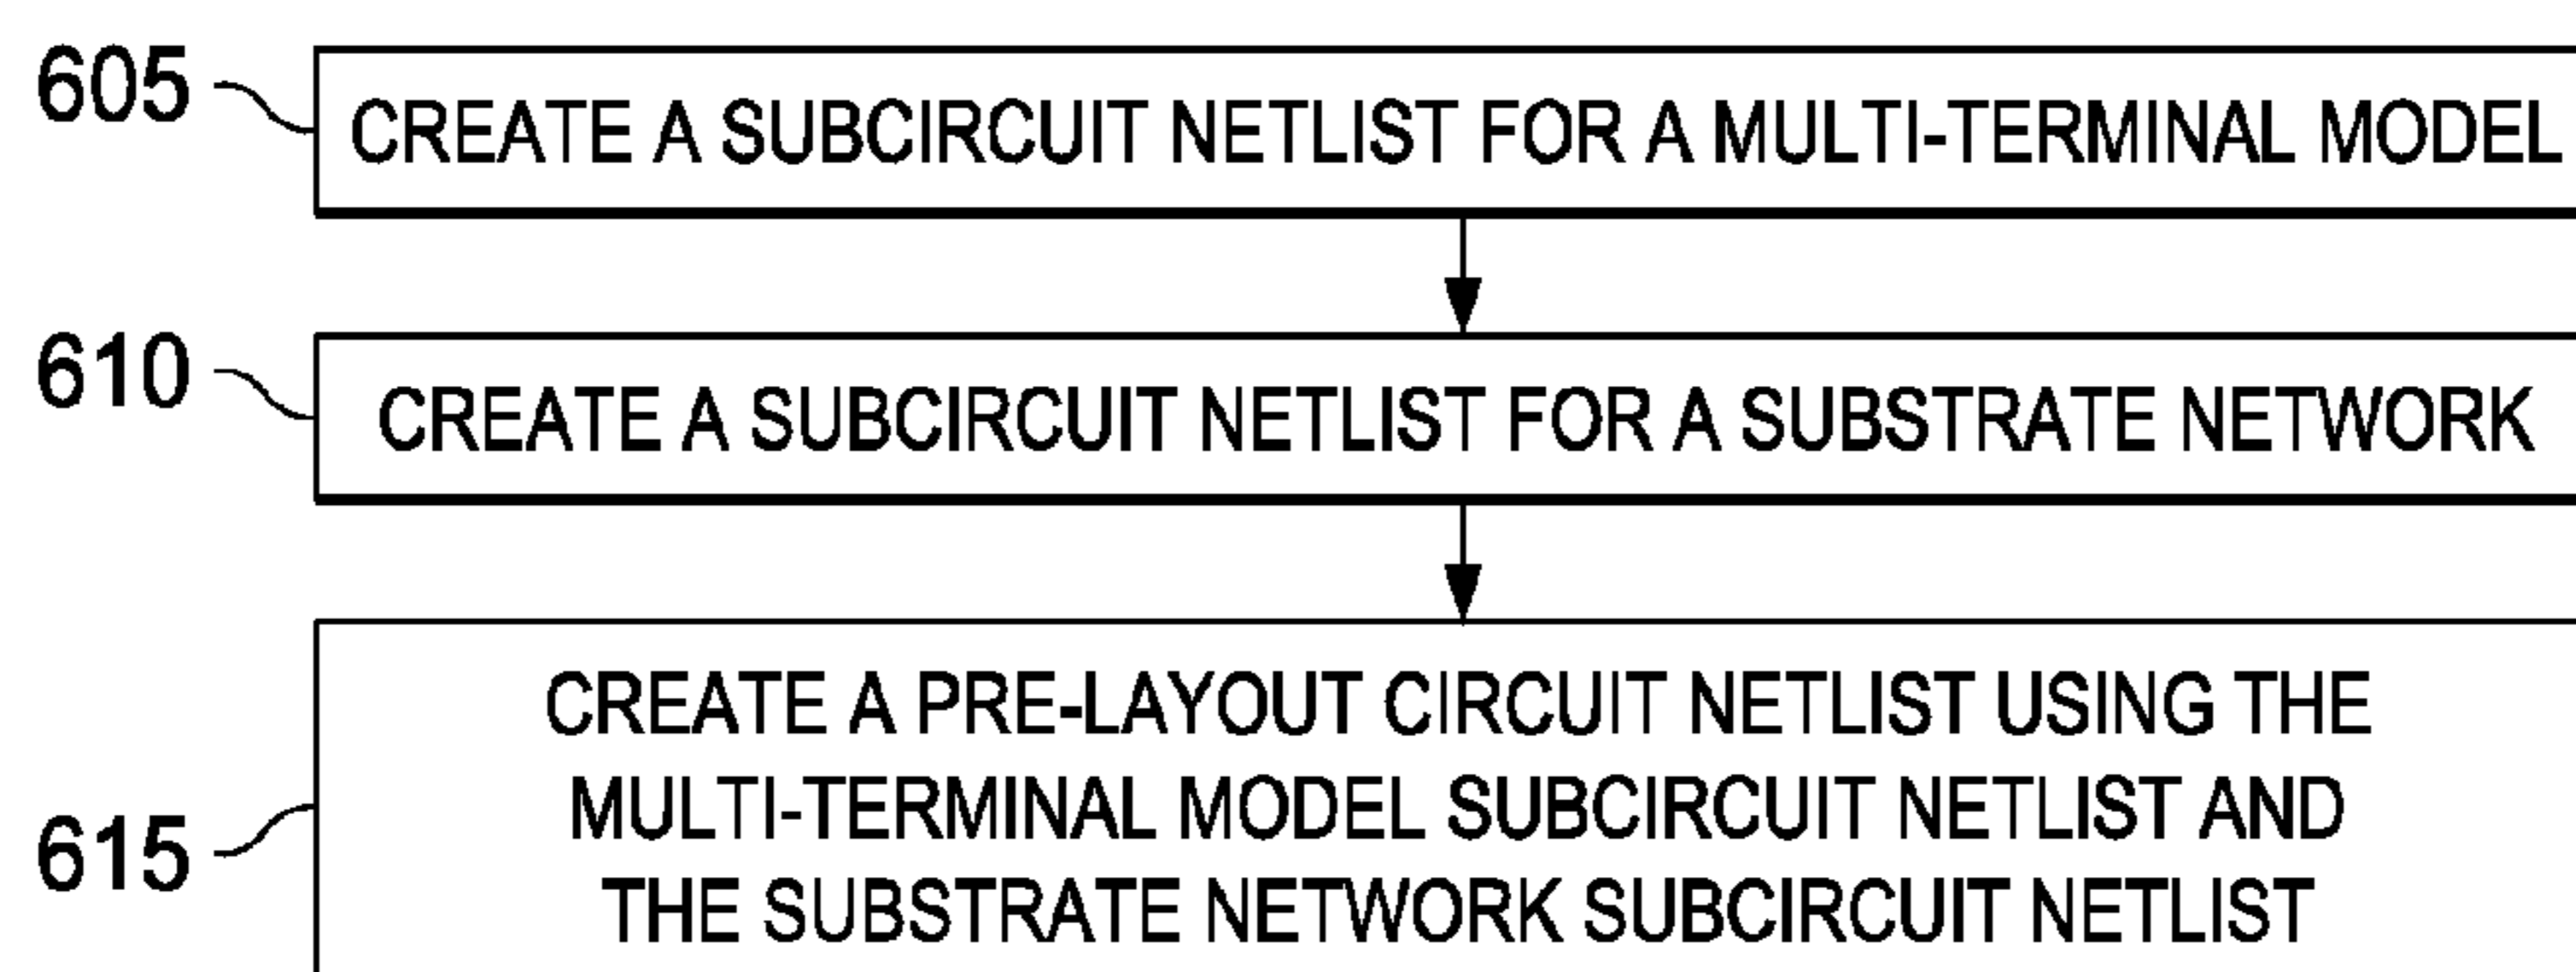 605
CREATE A SUBCIRCUIT NETLIST FOR A MULTI-TERMINAL MODEL
610
CREATE A SUBCIRCUIT NETLIST FOR A SUBSTRATE NETWORK
615
CREATE A PRE-LAYOUT CIRCUIT NETLIST USING THE
MULTI-TERMINAL MODEL SUBCIRCUIT NETLIST AND
THE SUBSTRATE NETWORK SUBCIRCUIT NETLIST